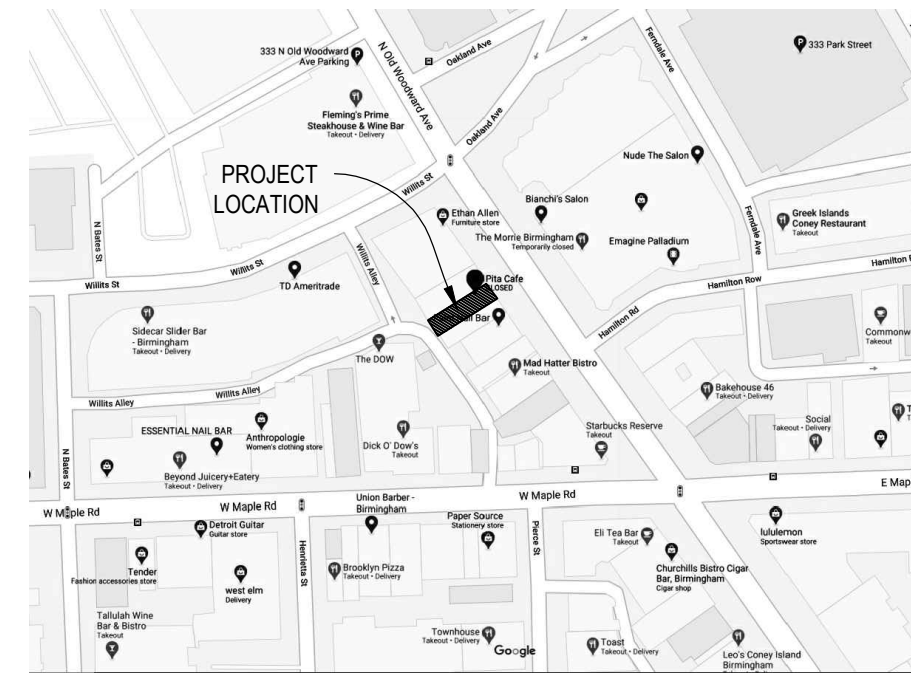 333 N Old Woodward
Ave Parking
N Old Woodward Ave
Oakland Ave
Ferndale Ave
333 Park Street
Fleming's Prime
Steakhouse & Wine Bar
Takeout • Delivery
Oakland Ave
Nude The Salon
PROJECT
LOCATION
Willits St
Bianchi's Salon
Ethan Allen
Furniture store
The Morrie Birmingham
Temporarily closed
Emagine Palladium
Greek Islands
Coney Restaurant
Takeout
Ferndale Ave
N Bates St
Willits St
Willits St
Willits Alley
TD Ameritrade
Pita Cafe
Hamilton Row
Hamilton
Bar
Hamilton Rd
Sidecar Slider Bar
- Birmingham
Takeout • Delivery
The DOW
Commonw
Takeout
Mad Hatter Bistro
Takeout
Willits Alley
Willits Alley
Bakehouse 46
Takeout • Delivery
ESSENTIAL NAIL BAR
Anthropologie
Women's clothing store
Dick O' Dow's
Takeout
Starbucks Reserve
Takeout
Social
Takeout • Delivery
N Bates St
Beyond Juicery+Eatery
Takeout • Delivery
W Maple Rd
W Maple Rd
W Maple Rd
E Map
Union Barber -
Birmingham
Detroit Guitar
Guitar store
Paper Source
Stationery store
Pierce St
Eli Tea Bar
Takeout
lululemon
Sportswear store
Henrietta St
Tender
Fashion accessories store
west elm
Delivery
Brooklyn Pizza
Takeout • Delivery
Churchills Bistro Cigar
Bar, Birmingham
Cigar shop
Tallulah Wine
Bar & Bistro
Takeout
Townhouse
Takeout • Delivery
Google
Toast
Takeout • Delivery
Leo's Coney Island
Birmingham